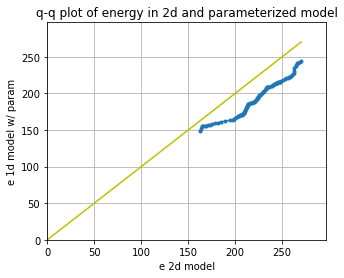 q-q plot of energy in 2d and parameterized model
e 1d model w/ param
250
200
150
100
50
0
0 50 100 150 200 250
e 2d model